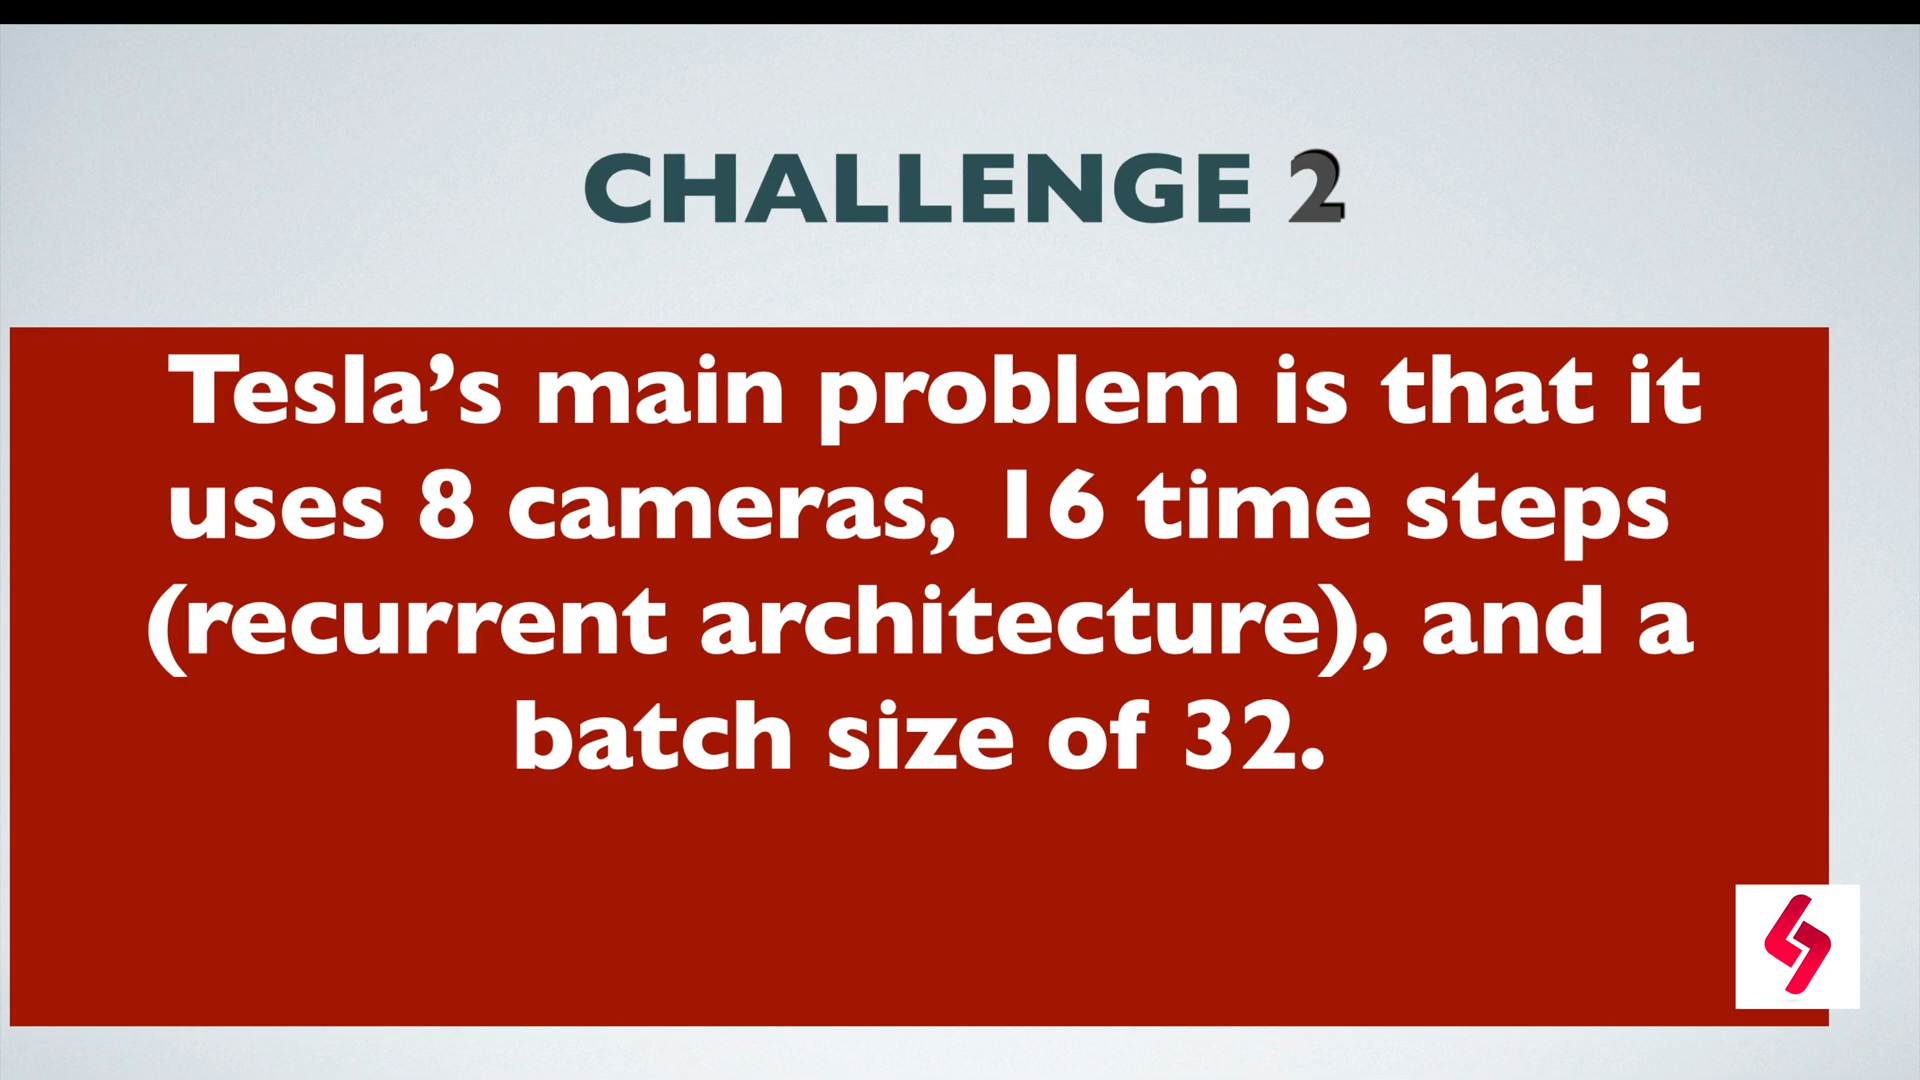 CHALLENGE 2
Tesla’s main problem is that it
uses 8 cameras, 16 time steps
(recurrent architecture), and a
batch size of 32.